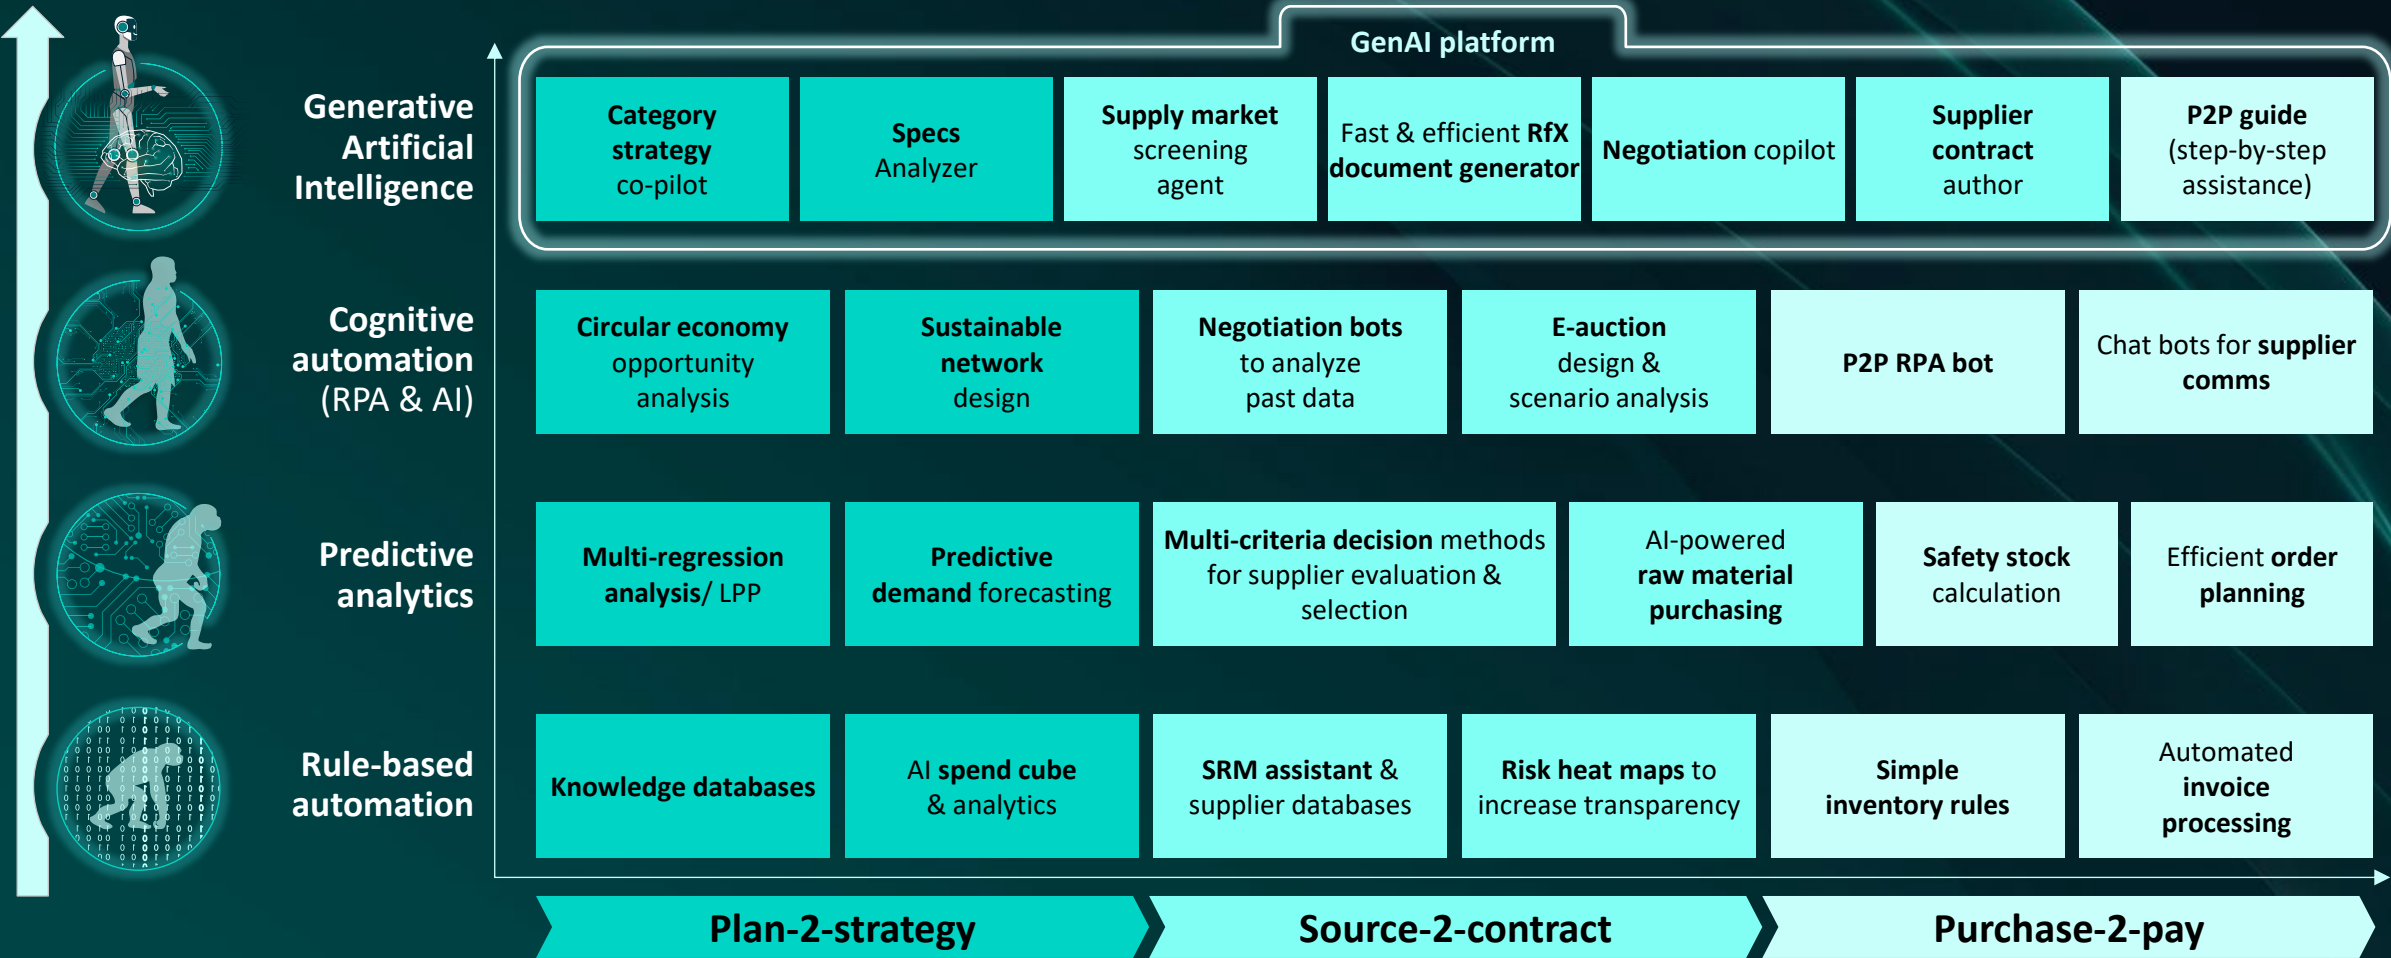 GenAI platform
Generative
Artificial
Intelligence
Category
strategy
co-pilot
Specs
Analyzer
Supply market
screening
agent
Fast & efficient RfX
document generator
Negotiation copilot
Supplier
contract
author
P2P guide
(step-by-step
assistance)
Cognitive
automation
(RPA & AI)
Circular economy
opportunity
analysis
Sustainable
network
design
Negotiation bots
to analyze
past data
E-auction
design &
scenario analysis
P2P RPA bot
Chat bots for supplier
comms
Predictive
analytics
Multi-regression
analysis/ LPP
Predictive
demand forecasting
Multi-criteria decision methods
for supplier evaluation &
selection
AI-powered
raw material
purchasing
Safety stock
calculation
Efficient order
planning
Rule-based
automation
Knowledge databases
AI spend cube
& analytics
SRM assistant &
supplier databases
Risk heat maps to
increase transparency
Simple
inventory rules
Automated
invoice
processing
Plan-2-strategy
Source-2-contract
Purchase-2-pay